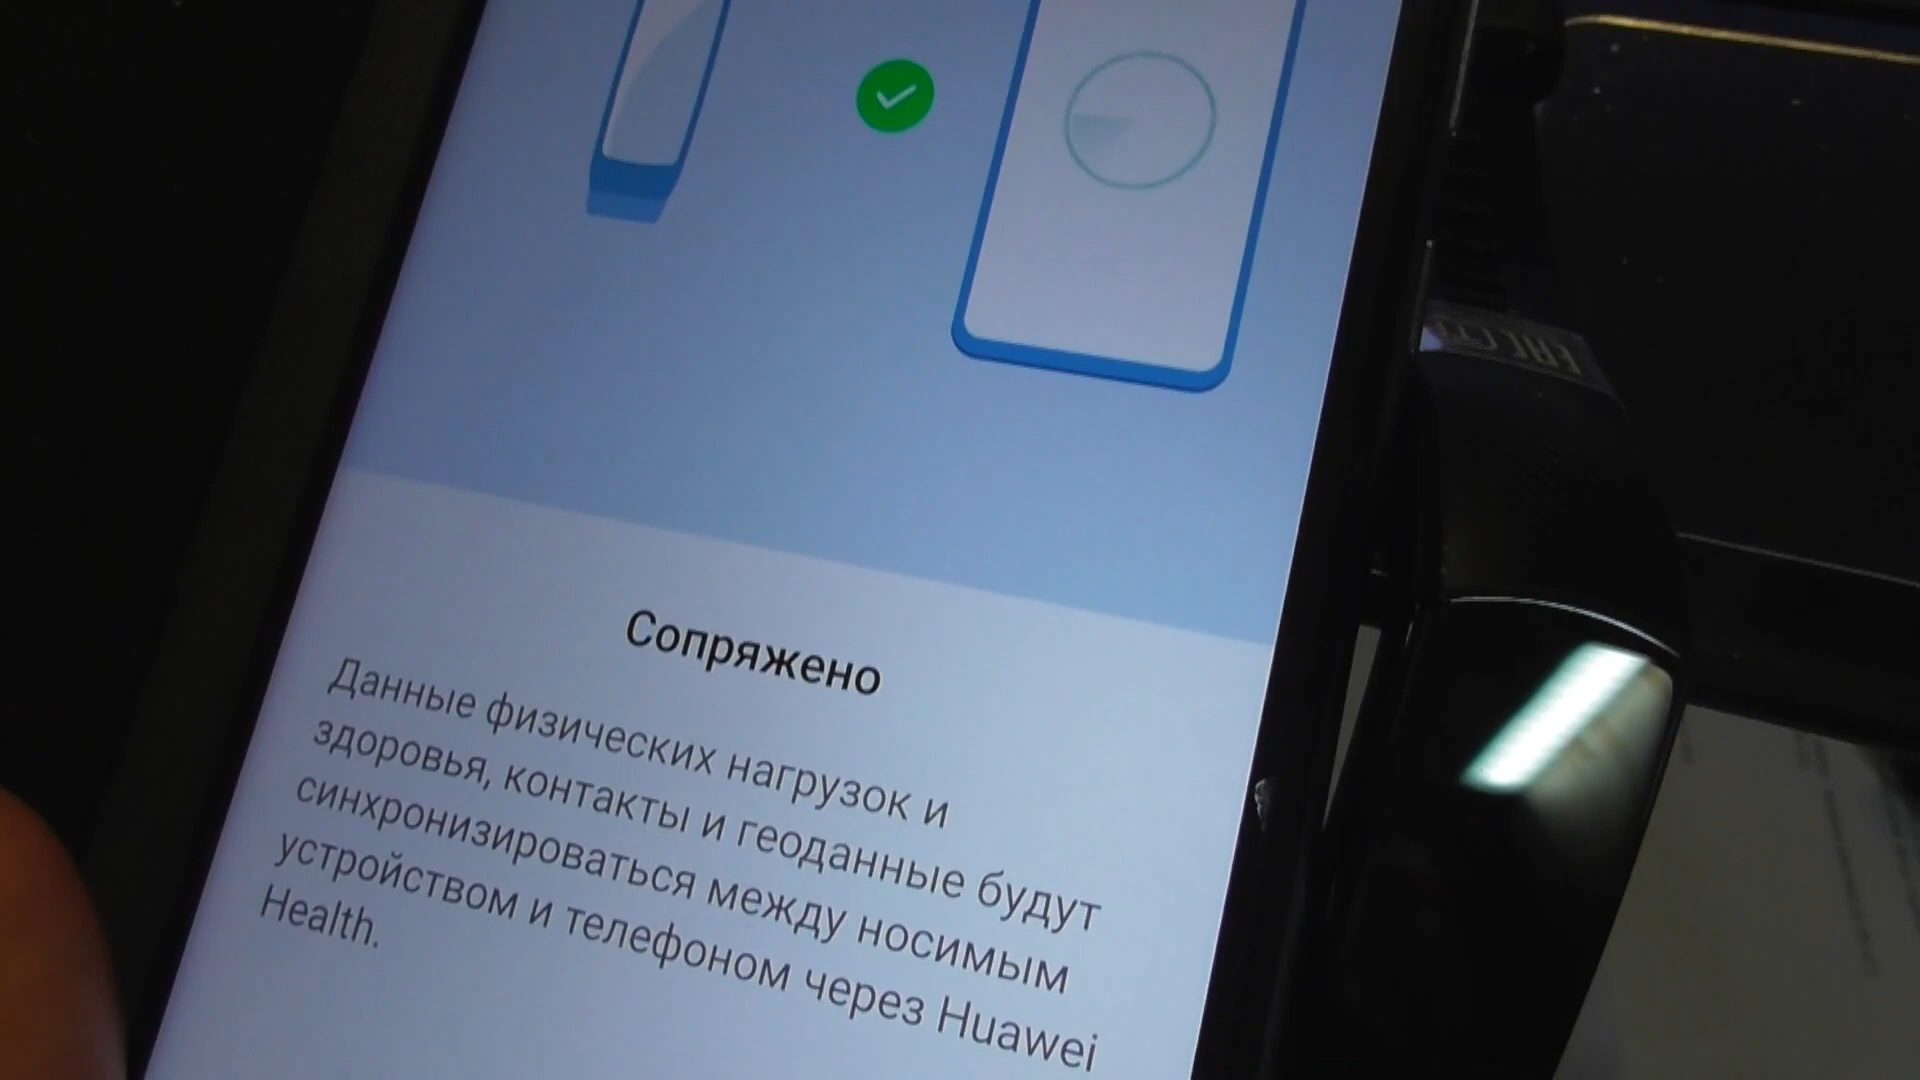 Сопряжено
Данные физических нагрузок и
здоровья, контакты и геоданные будут
синхронизироваться между носимым
устройством и телефоном через Huawei
Health.